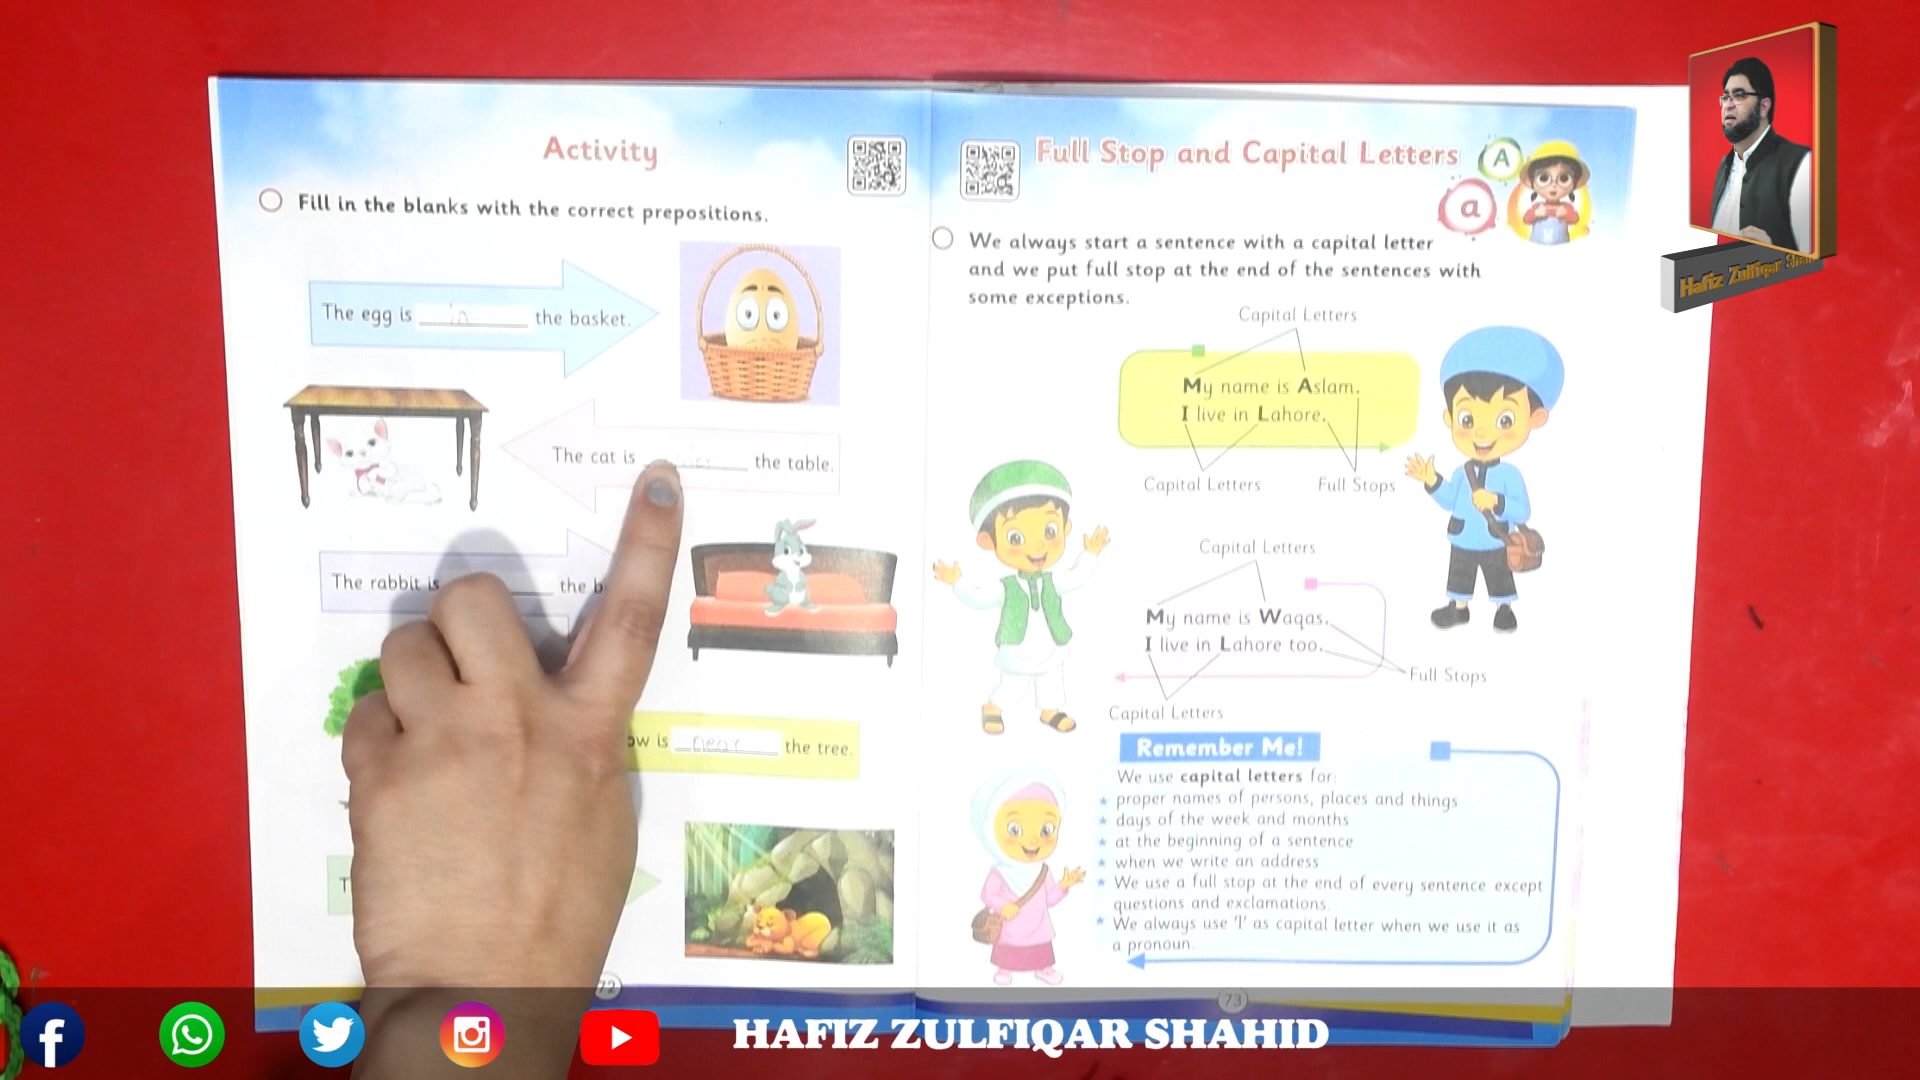 Activity
Fill in the blanks with the correct prepositions.
The egg is in the basket.
The cat is the table.
The rabbit is the b
ow is near the tree.
T
72
Full Stop and Capital Letters
A
a
We always start a sentence with a capital letter
and we put full stop at the end of the sentences with
some exceptions.
Capital Letters
My name is Aslam.
I live in Lahore.
Capital Letters Full Stops
Capital Letters
My name is Waqas.
I live in Lahore too.
Full Stops
Capital Letters
Remember Me!
We use capital letters for:
proper names of persons, places and things
days of the week and months
at the beginning of a sentence
when we write an address
We use a full stop at the end of every sentence except
questions and exclamations.
We always use 'I' as capital letter when we use it as
a pronoun.
73
Hafiz Zulfiqar
HAFIZ ZULFIQAR SHAHID